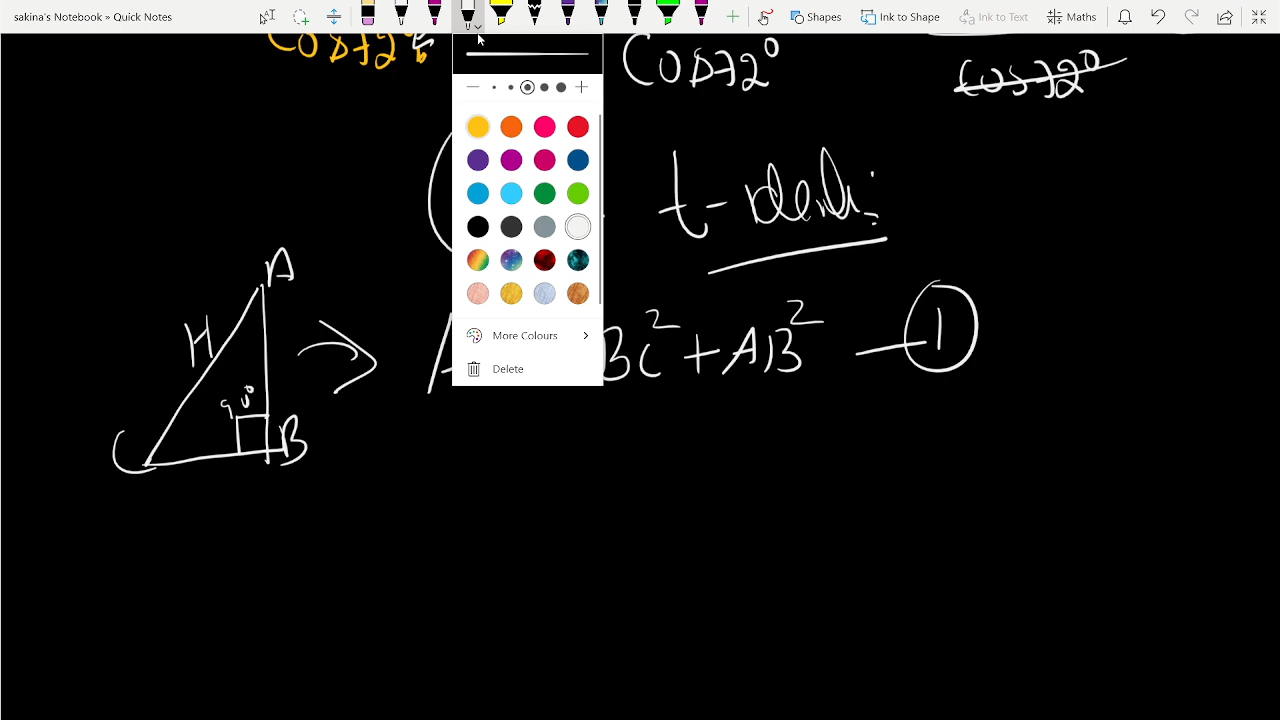 sakina's Notebook » Quick Notes
Shapes
Ink to Shape
Ink to Text
Maths
Cos72°
Cos72°
Cos72°
More Colours
Delete
A
H
90°
C
B
A
BC² + AB² — 1